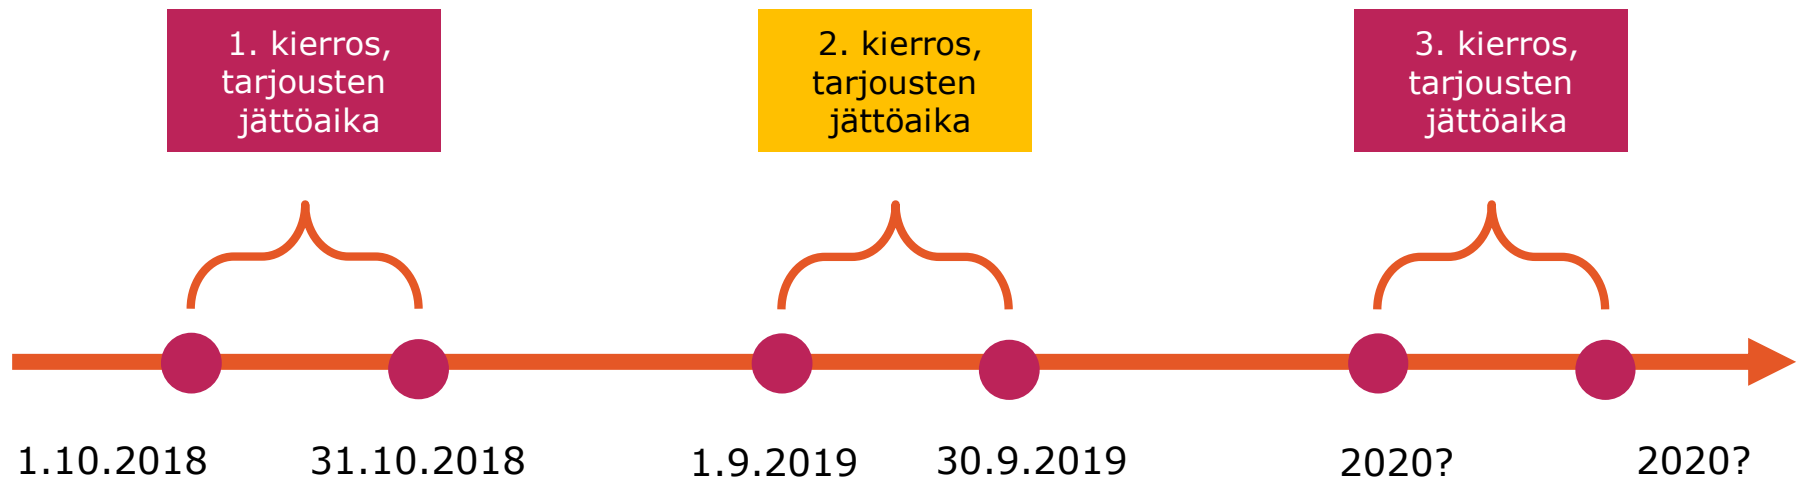 1. kierros,
tarjousten
jättöaika
2. kierros,
tarjousten
jättöaika
3. kierros,
tarjousten
jättöaika
1.10.2018
31.10.2018
1.9.2019
30.9.2019
2020?
2020?